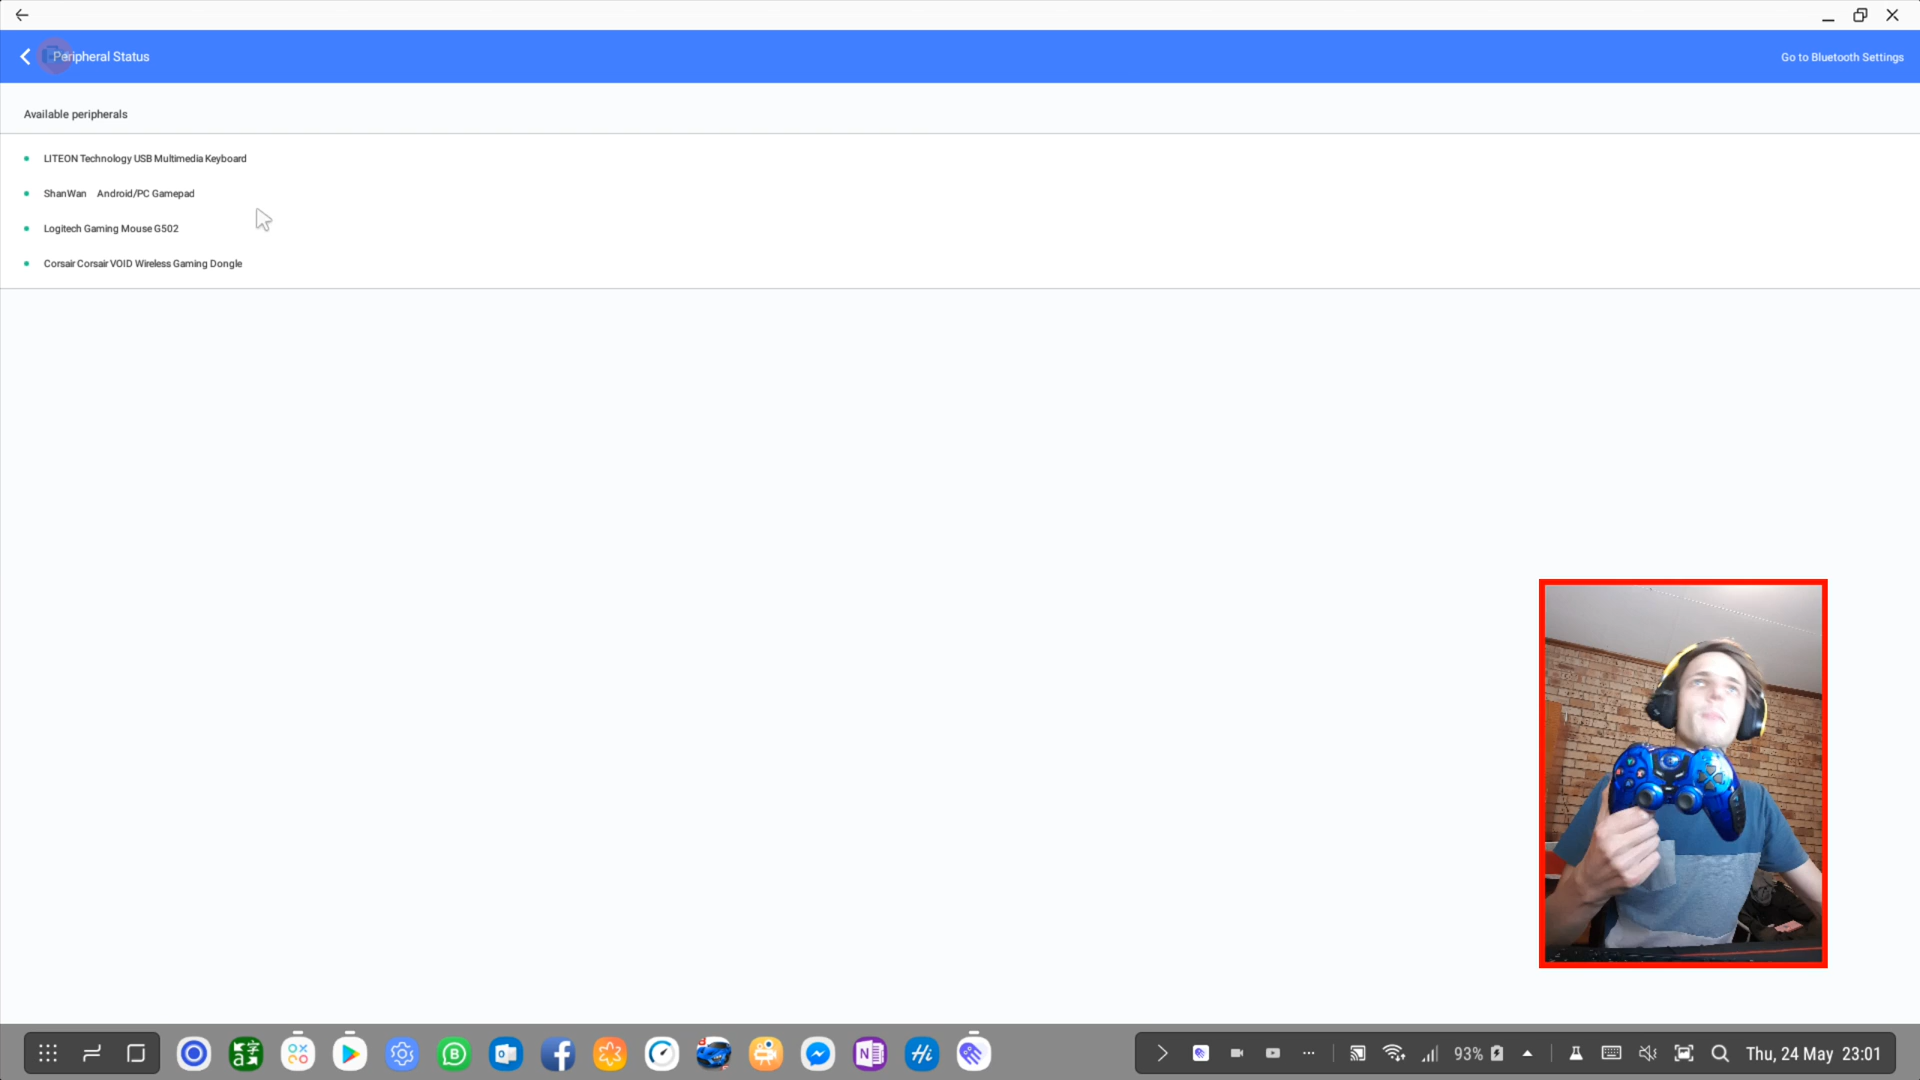 Peripheral Status
Go to Bluetooth Settings
Available peripherals
LITEON Technology USB Multimedia Keyboard
ShanWan Android/PC Gamepad
Logitech Gaming Mouse G502
Corsair Corsair VOID Wireless Gaming Dongle
93%
Thu, 24 May 23:01